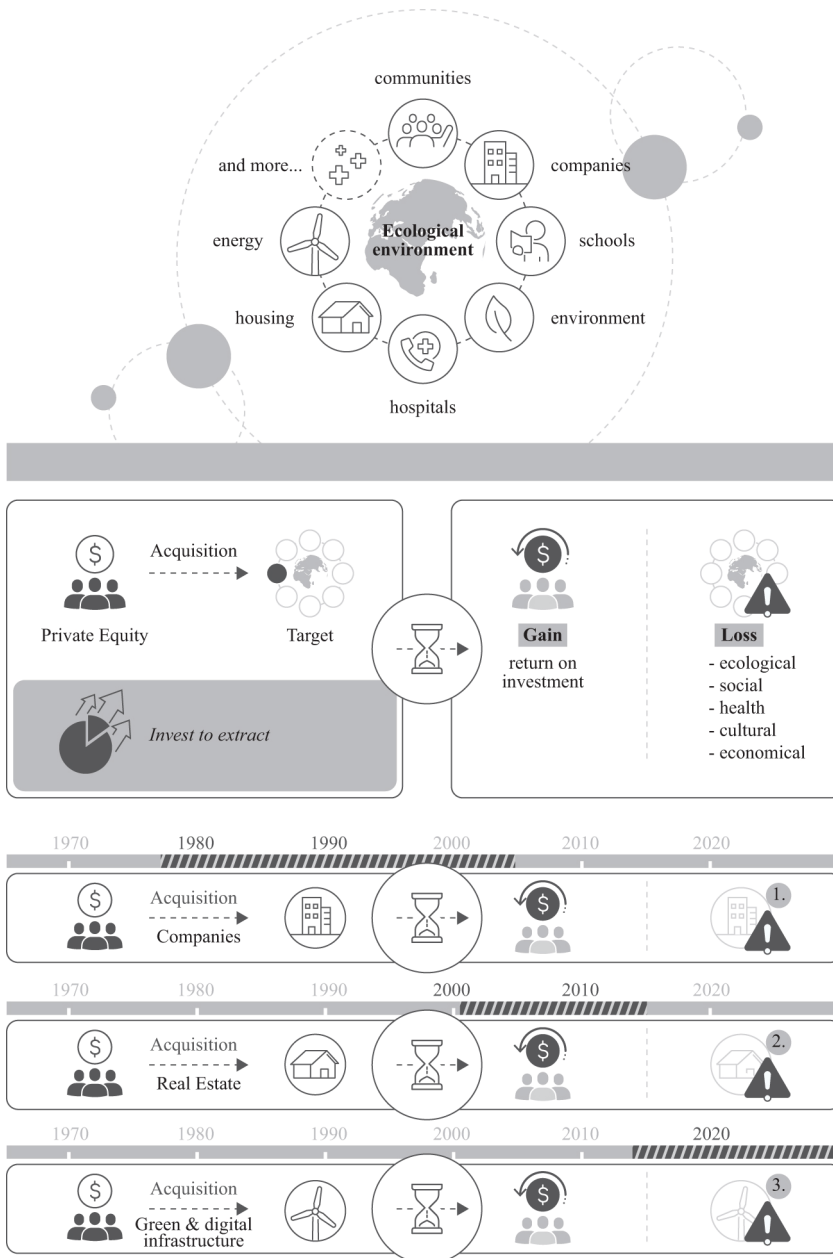 communities
and more...
companies
Ecological
environment
energy
schools
housing
environment
hospitals
$
Acquisition
Private Equity
Target
Invest to extract
$
Gain
return on
investment
Loss
- ecological
- social
- health
- cultural
- economical
1970 1980 1990 2000 2010 2020
$
Acquisition
Companies
$
1.
1970 1980 1990 2000 2010 2020
$
Acquisition
Real Estate
$
2.
1970 1980 1990 2000 2010 2020
$
Acquisition
Green & digital
infrastructure
$
3.